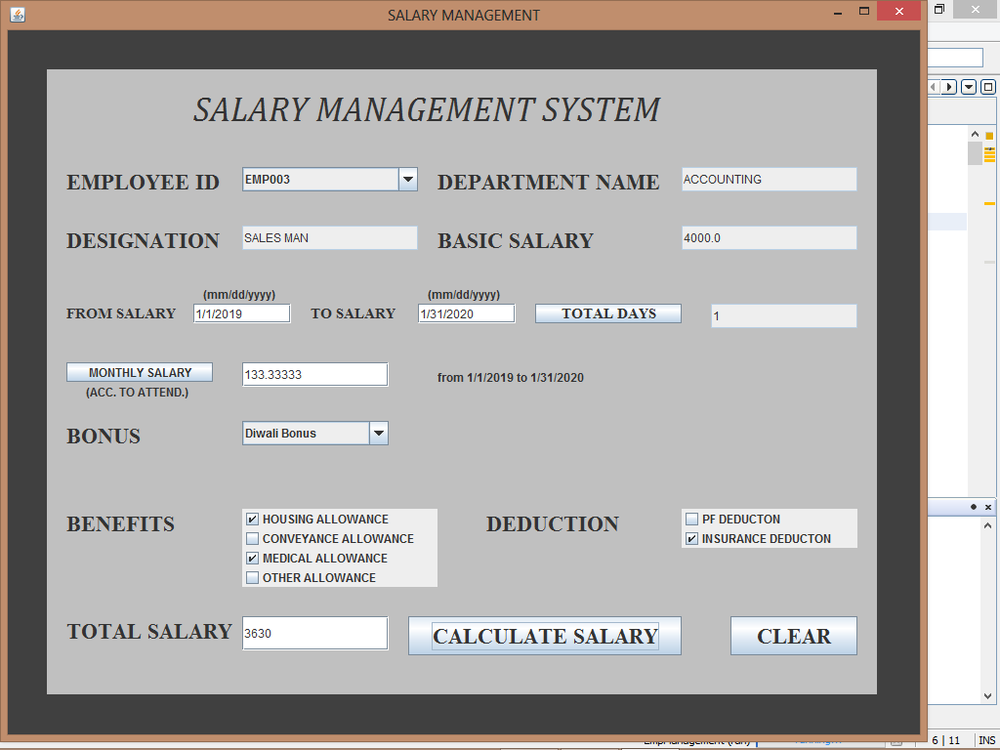 SALARY MANAGEMENT
SALARY MANAGEMENT SYSTEM
EMPLOYEE ID EMP003 DEPARTMENT NAME ACCOUNTING
DESIGNATION SALES MAN BASIC SALARY 4000.0
(mm/dd/yyyy) (mm/dd/yyyy)
FROM SALARY 1/1/2019 TO SALARY 1/31/2020 TOTAL DAYS 1
MONTHLY SALARY 133.33333 from 1/1/2019 to 1/31/2020
(ACC. TO ATTEND.)
BONUS Diwali Bonus
BENEFITS HOUSING ALLOWANCE DEDUCTION PF DEDUCTON
CONVEYANCE ALLOWANCE INSURANCE DEDUCTON
MEDICAL ALLOWANCE
OTHER ALLOWANCE
TOTAL SALARY 3630 CALCULATE SALARY CLEAR
6 | 11 INS